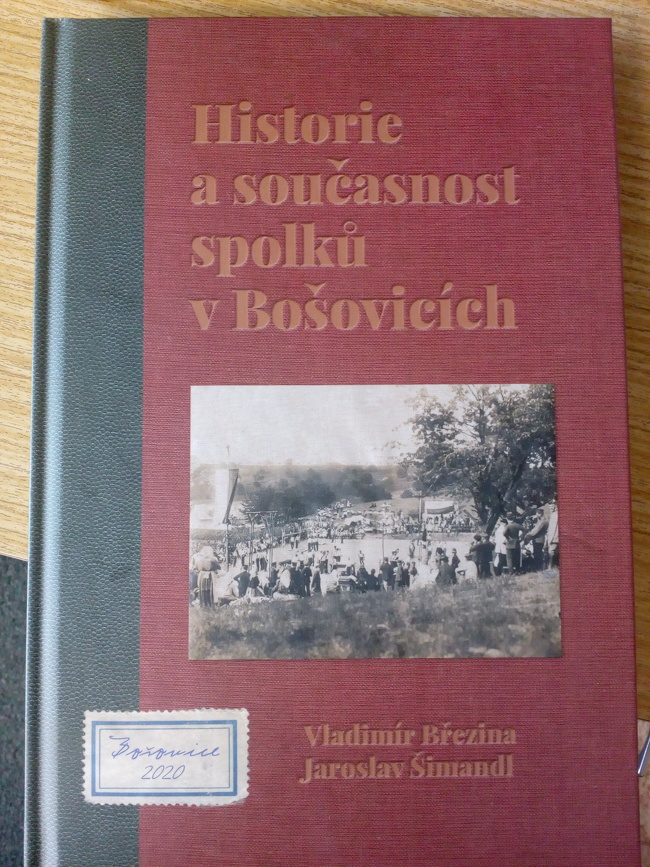 Historie
a současnost
spolků
v Bošovicích
Vladimír Březina
Jaroslav Šimandl
Bošovice
2020